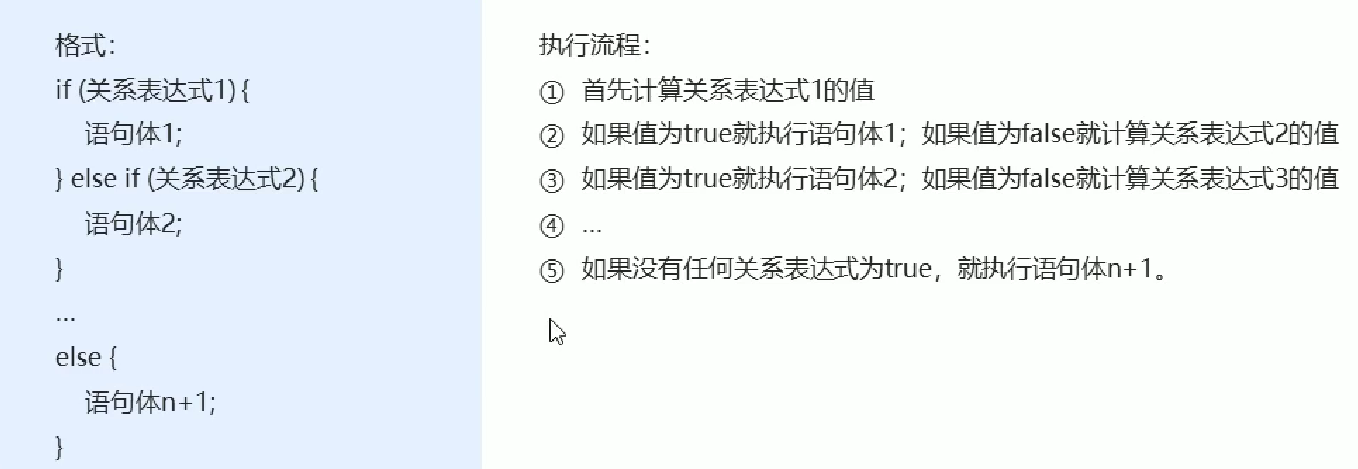 格式：
if (关系表达式1) {
语句体1;
} else if (关系表达式2) {
语句体2;
}
…
else {
语句体n+1;
}
执行流程：
① 首先计算关系表达式1的值
② 如果值为true就执行语句体1；如果值为false就计算关系表达式2的值
③ 如果值为true就执行语句体2；如果值为false就计算关系表达式3的值
④ …
⑤ 如果没有任何关系表达式为true，就执行语句体n+1。